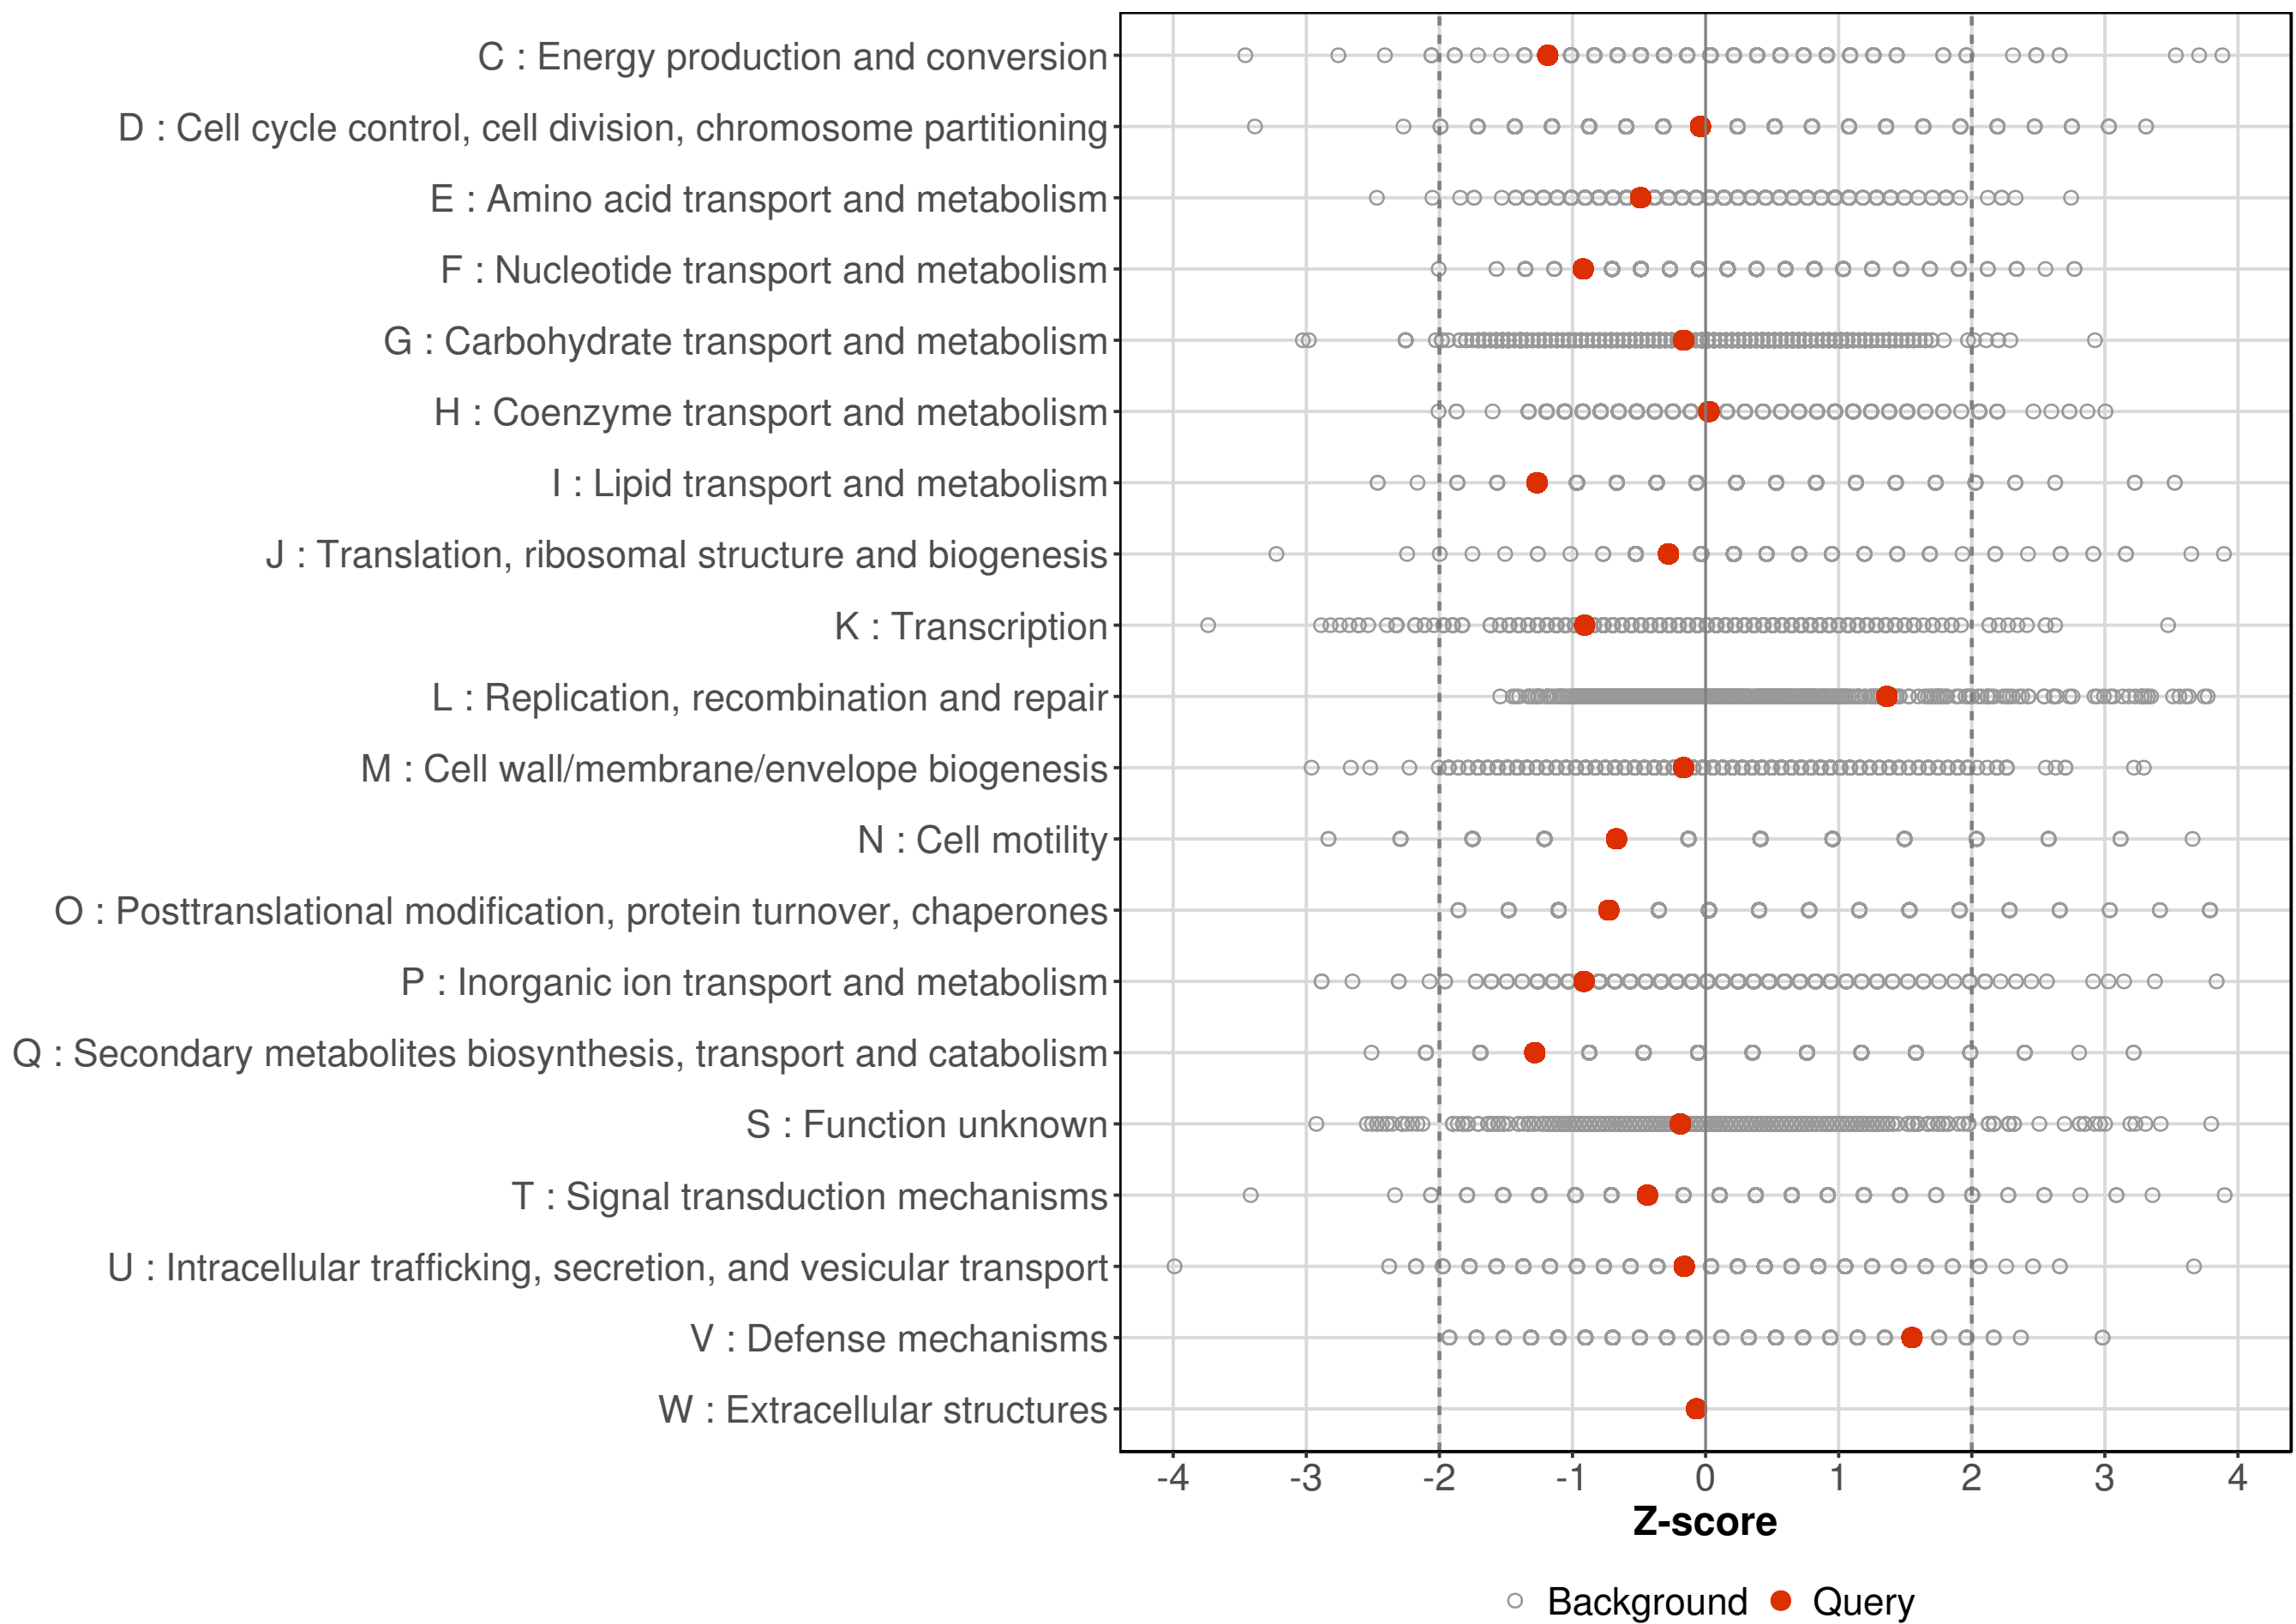 C : Energy production and conversion
D : Cell cycle control, cell division, chromosome partitioning
E : Amino acid transport and metabolism
F : Nucleotide transport and metabolism
G : Carbohydrate transport and metabolism
H : Coenzyme transport and metabolism
I : Lipid transport and metabolism
J : Translation, ribosomal structure and biogenesis
K : Transcription
L : Replication, recombination and repair
M : Cell wall/membrane/envelope biogenesis
N : Cell motility
O : Posttranslational modification, protein turnover, chaperones
P : Inorganic ion transport and metabolism
Q : Secondary metabolites biosynthesis, transport and catabolism
S : Function unknown
T : Signal transduction mechanisms
U : Intracellular trafficking, secretion, and vesicular transport
V : Defense mechanisms
W : Extracellular structures
-4 -3 -2 -1 0 1 2 3 4
Z-score
Background Query